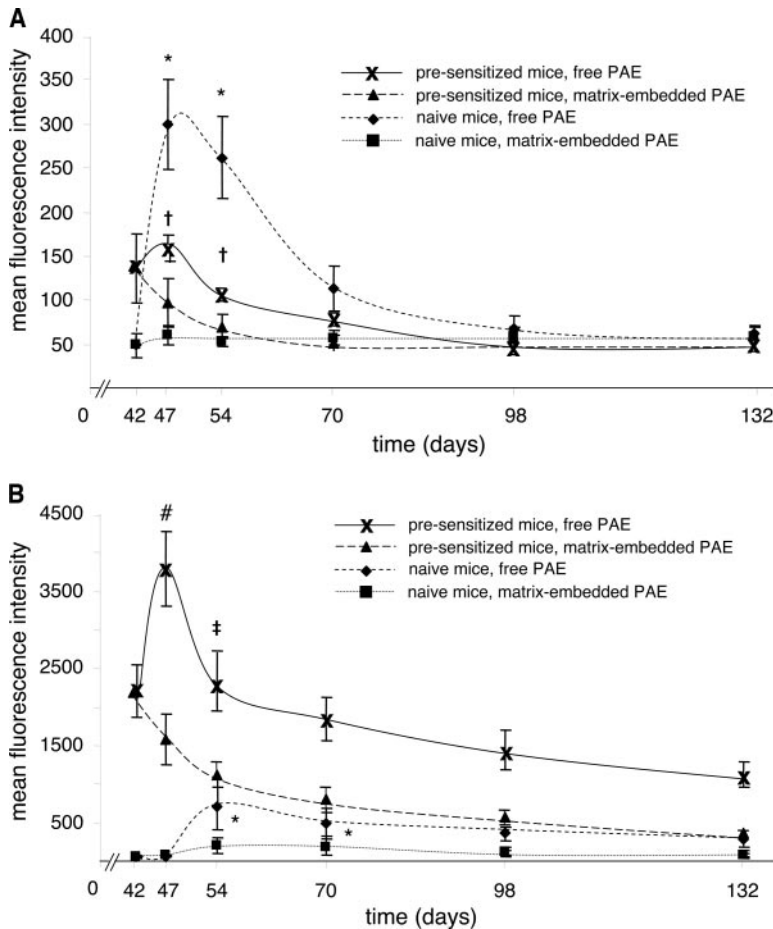 A
400
350
300
250
200
150
100
50
mean fluorescence intensity
pre-sensitized mice, free PAE
pre-sensitized mice, matrix-embedded PAE
naive mice, free PAE
naive mice, matrix-embedded PAE
* *
† †
0 42 47 54 70 98 132
time (days)
B
4500
3500
2500
1500
500
mean fluorescence intensity
pre-sensitized mice, free PAE
pre-sensitized mice, matrix-embedded PAE
naive mice, free PAE
naive mice, matrix-embedded PAE
#
‡
* *
0 42 47 54 70 98 132
time (days)